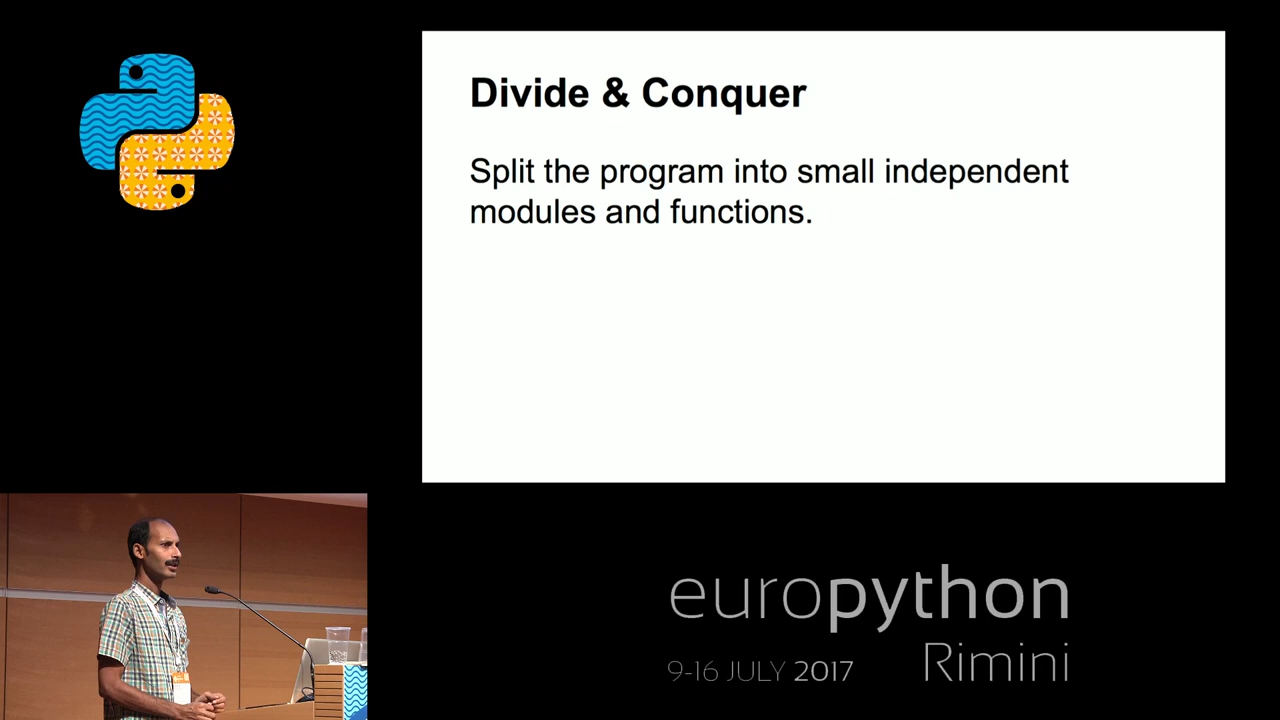 Divide & Conquer
Split the program into small independent
modules and functions.
europython
Rimini
9-16 JULY 2017